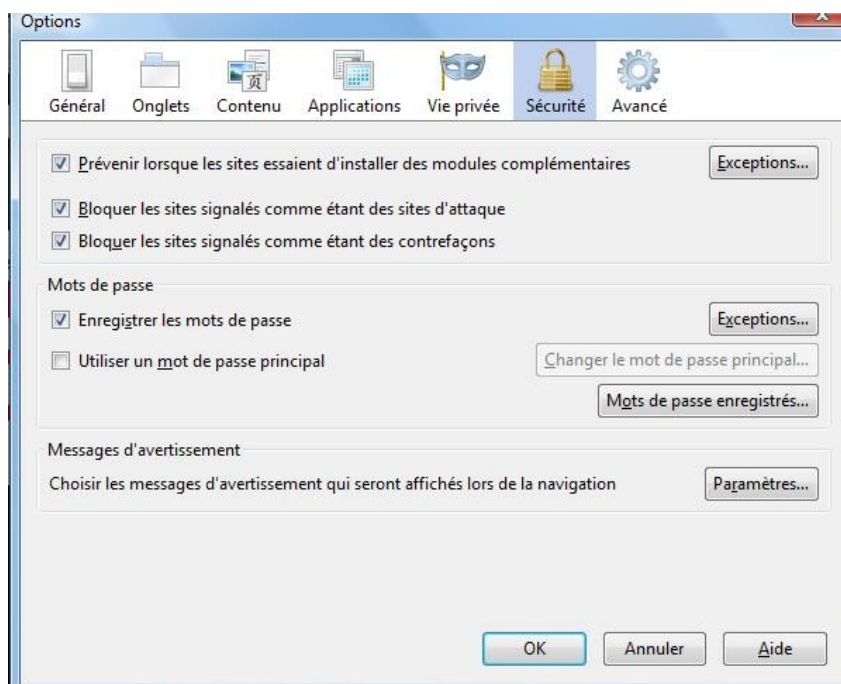 Options
Général Onglets Contenu Applications Vie privée Sécurité Avancé
Prévenir lorsque les sites essaient d'installer des modules complémentaires Exceptions...
Bloquer les sites signalés comme étant des sites d'attaque
Bloquer les sites signalés comme étant des contrefaçons
Mots de passe
Enregistrer les mots de passe Exceptions...
Utiliser un mot de passe principal Changer le mot de passe principal...
Mots de passe enregistrés...
Messages d'avertissement
Choisir les messages d'avertissement qui seront affichés lors de la navigation Paramètres...
OK Annuler Aide